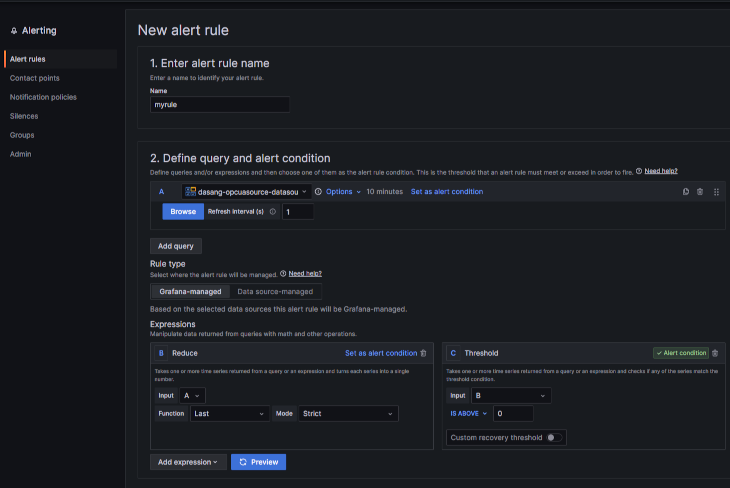 Alerting
Alert rules
Contact points
Notification policies
Silences
Groups
Admin
New alert rule
1. Enter alert rule name
Enter a name to identify your alert rule.
Name
myrule
2. Define query and alert condition
Define queries and/or expressions and then choose one of them as the alert rule condition. This is the threshold that an alert rule must meet or exceed in order to fire. Need help?
A dasang-opcuasource-datasou Options 10 minutes Set as alert condition
Browse Refresh Interval (s) 1
Add query
Rule type
Select where the alert rule will be managed. Need help?
Grafana-managed Data source-managed
Based on the selected data sources this alert rule will be Grafana-managed.
Expressions
Manipulate data returned from queries with math and other operations.
B Reduce Set as alert condition
Takes one or more time series returned from a query or an expression and turns each series into a single
number.
Input A
Function Last Mode Strict
C Threshold Alert condition
Takes one or more time series returned from a query or an expression and checks if any of the series match the
threshold condition.
Input B
IS ABOVE 0
Custom recovery threshold
Add expression Preview